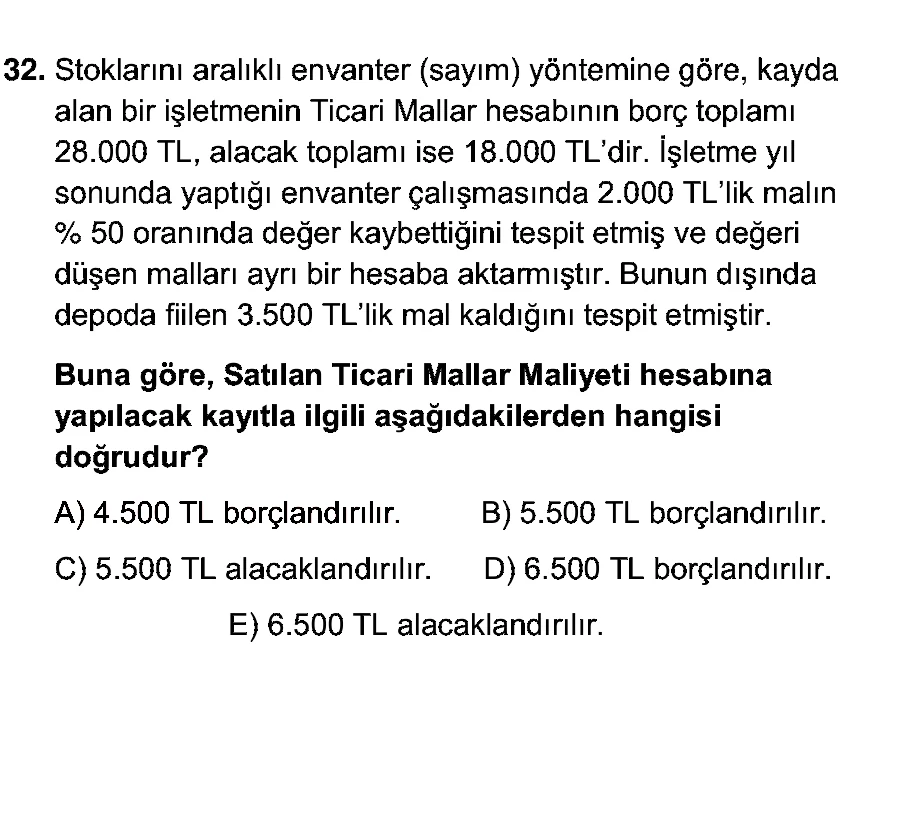 32. Stoklarını aralıklı envanter (sayım) yöntemine göre, kayda
alan bir işletmenin Ticari Mallar hesabının borç toplamı
28.000 TL, alacak toplamı ise 18.000 TL’dir. İşletme yıl
sonunda yaptığı envanter çalışmasında 2.000 TL’lik malın
% 50 oranında değer kaybettiğini tespit etmiş ve değeri
düşen malları ayrı bir hesaba aktarmıştır. Bunun dışında
depoda fiilen 3.500 TL’lik mal kaldığını tespit etmiştir.
Buna göre, Satılan Ticari Mallar Maliyeti hesabına
yapılacak kayıtla ilgili aşağıdakilerden hangisi
doğrudur?
A) 4.500 TL borçlandırılır. B) 5.500 TL borçlandırılır.
C) 5.500 TL alacaklandırılır. D) 6.500 TL borçlandırılır.
E) 6.500 TL alacaklandırılır.